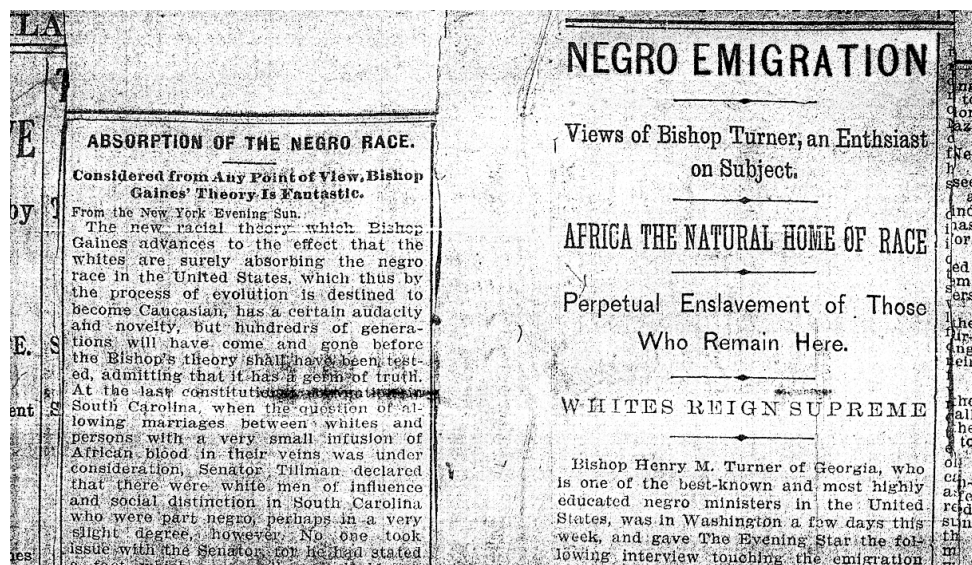 ABSORPTION OF THE NEGRO RACE.
Considered from Any Point of View, Bishop
Gaines' Theory Is Fantastic.
From the New York Evening Sun.
The new racial theory which Bishop
Gaines advances to the effect that the
whites are surely absorbing the negro
race in the United States, which thus by
the process of evolution is destined to
become Caucasian, has a certain audacity
and novelty, but huhdredrs of genera-
tions will have come and gone before
the Bishop's theory shall have been test-
ed, admitting that it has a germ of truth.
At the last constitutional
South Carolina, when the question of al-
lowing marriages between whites and
persons with a very small infusion of
African blood in their veins was under
consideration, Senator Tillman declared
that there were white men of influence
and social distinction in South Carolina
who were part negro, perhaps in a very
slight degree, however. No one took
issue with the Senator, for he had stated
NEGRO EMIGRATION
Views of Bishop Turner, an Enthsiast
on Subject.
AFRICA THE NATURAL HOME OF RACE
Perpetual Enslavement of Those
Who Remain Here.
WHITES REIGN SUPREME
Bishop Henry M. Turner of Georgia, who
is one of the best-known and most highly
educated negro ministers in the United
States, was in Washington a few days this
week, and gave The Evening Star the fol-
lowing interview touching the emigration